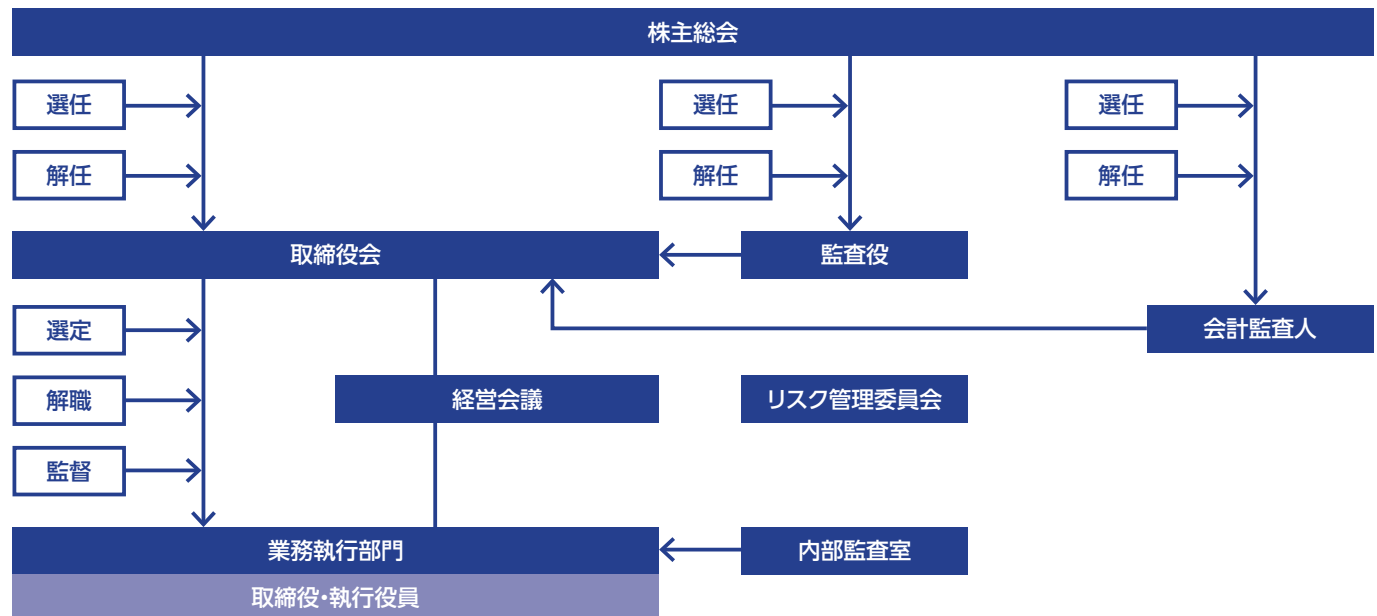 株主総会
選任
選任
選任
解任
解任
解任
取締役会
監査役
選定
会計監査人
解職
経営会議
リスク管理委員会
監督
業務執行部門
内部監査室
取締役・執行役員